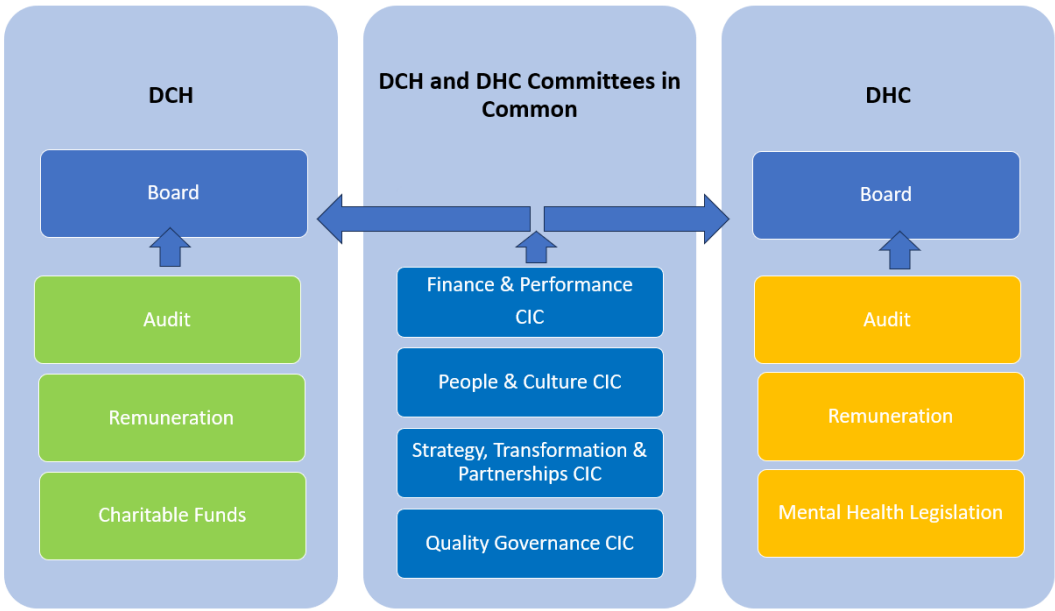 DCH
Board
Audit
Remuneration
Charitable Funds
DCH and DHC Committees in
Common
Finance & Performance
CIC
People & Culture CIC
Strategy, Transformation &
Partnerships CIC
Quality Governance CIC
DHC
Board
Audit
Remuneration
Mental Health Legislation